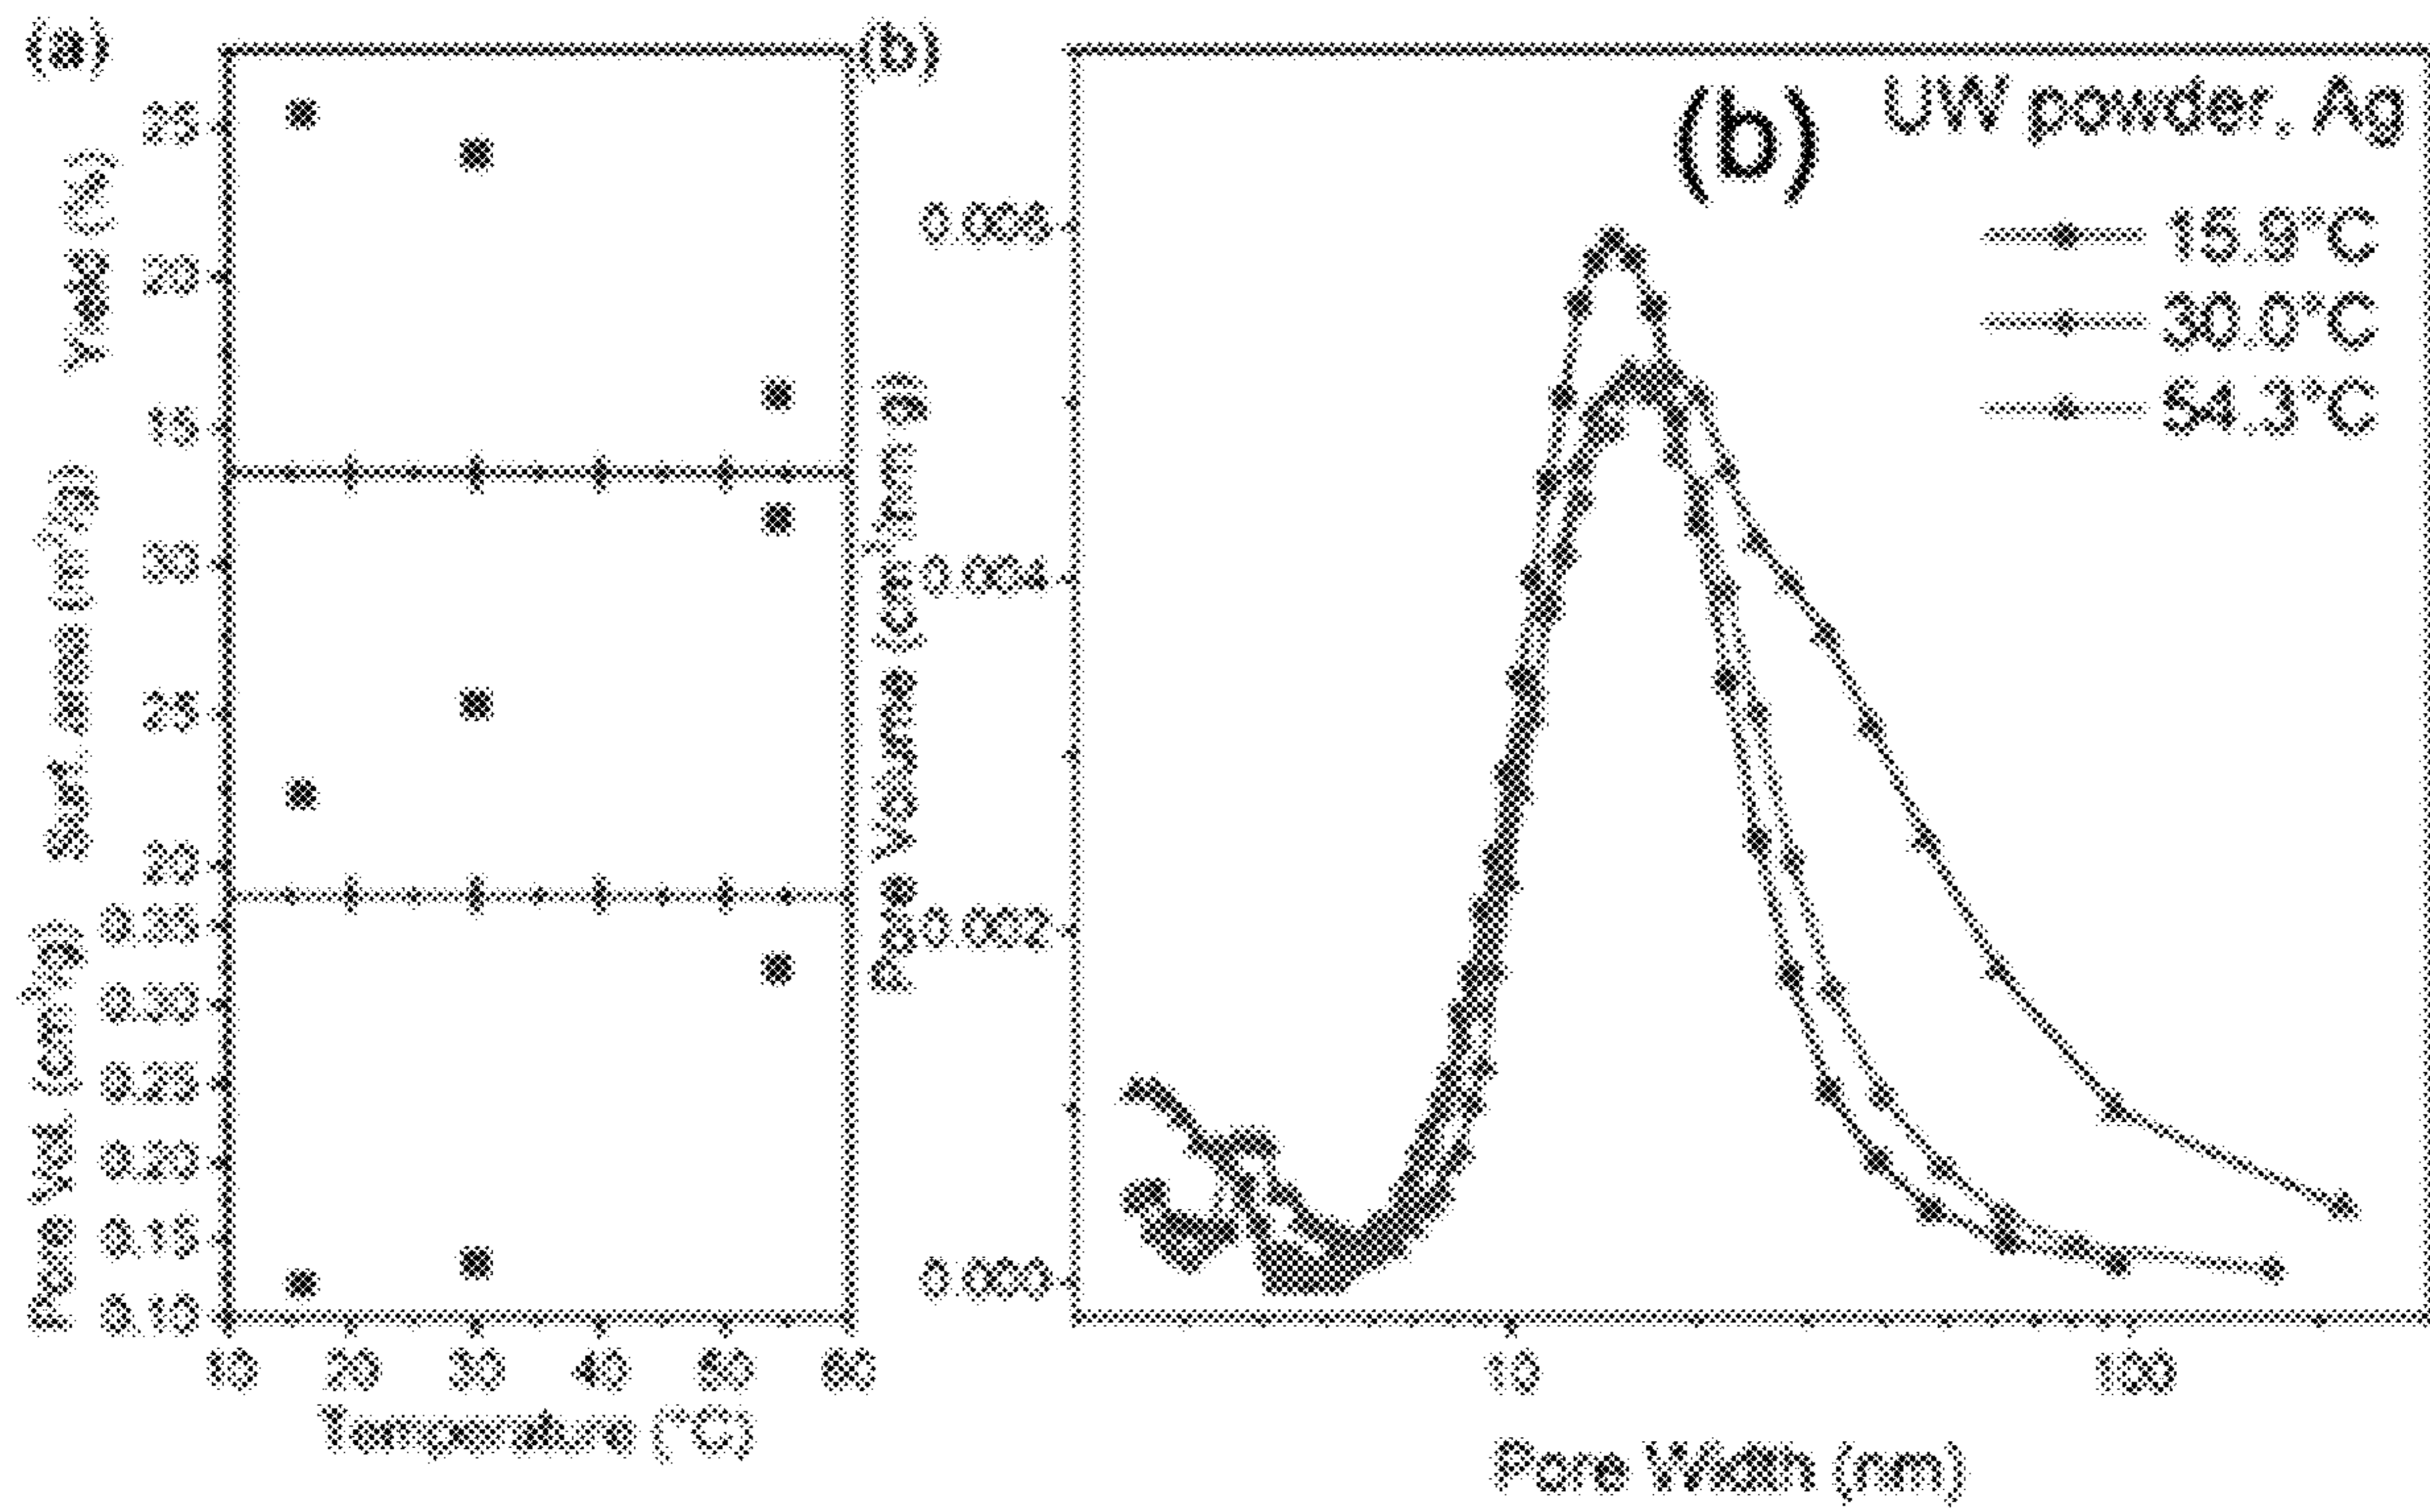 (a)
yield (%)
25
20
15
Surf. area (m²/g)
30
25
20
Pore vol. (cm³/g)
0.35
0.30
0.25
0.20
0.15
0.10
10 20 30 40 50 60
Temperature (°C)
(b)
(b)
UW powder, Ag
15.9°C
30.0°C
54.3°C
Pore Volume (cm³/nm g)
0.006
0.004
0.002
0.000
10 100
Pore Width (nm)